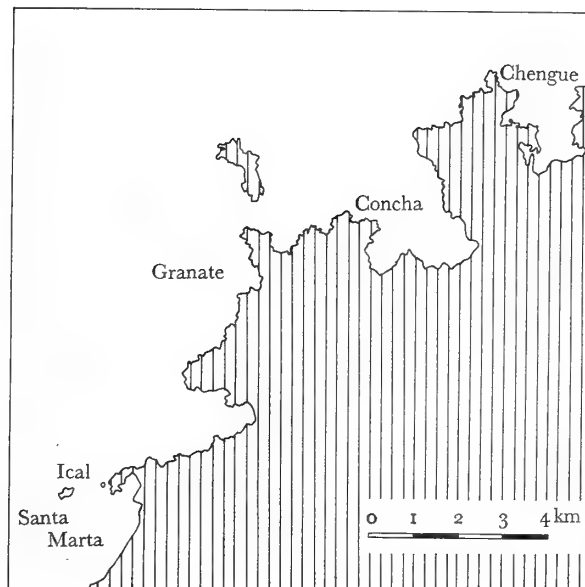 Chengue
Concha
Granate
Ical
Santa
Marta
0 1 2 3 4 km